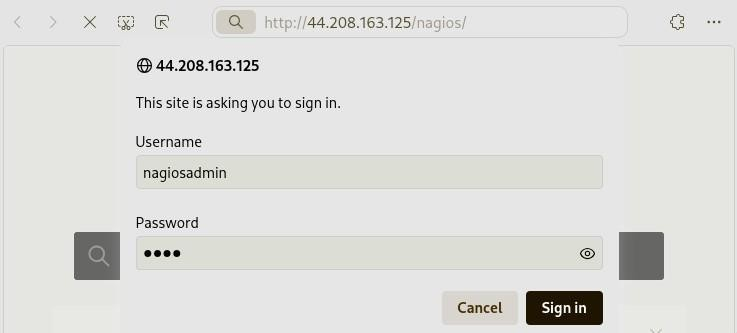 http://44.208.163.125/nagios/
44.208.163.125
This site is asking you to sign in.
Username
nagiosadmin
Password
●●●●
Cancel
Sign in